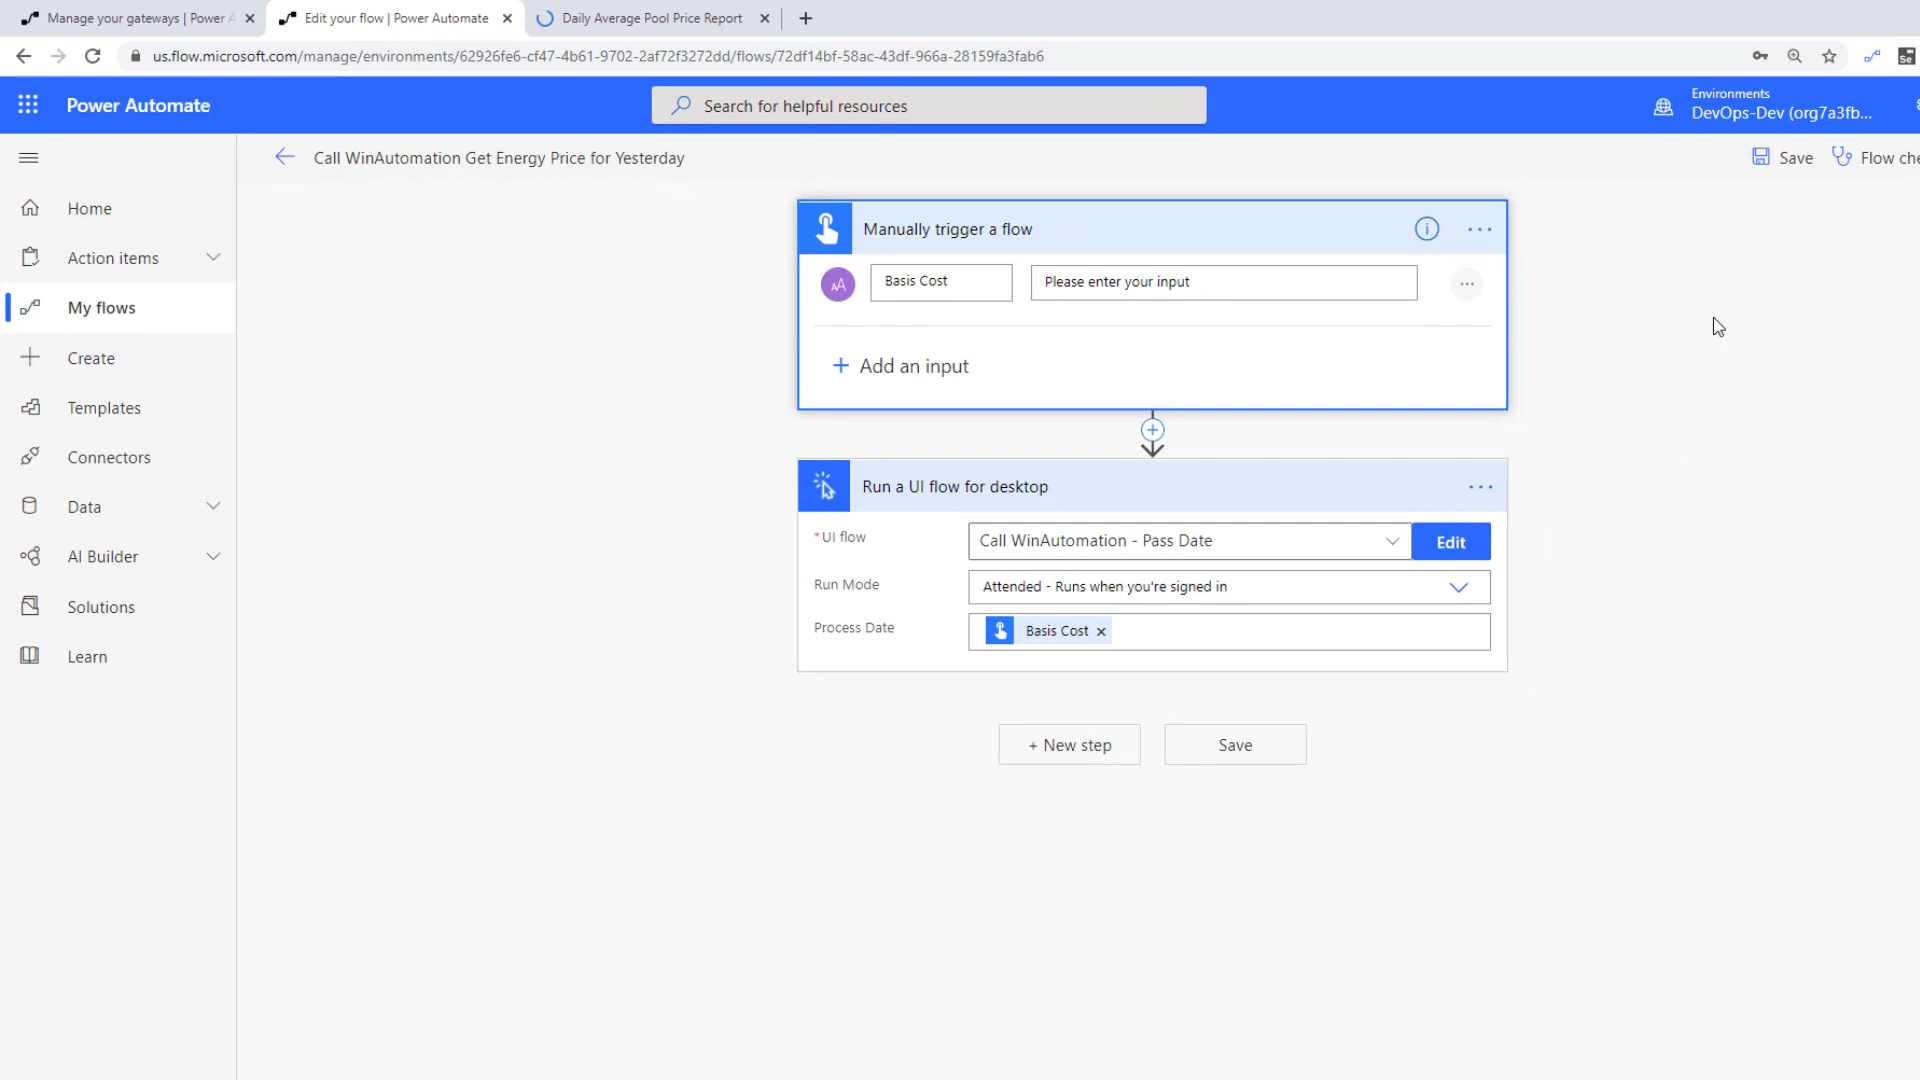 Manage your gateways | Power A
Edit your flow | Power Automate
Daily Average Pool Price Report
us.flow.microsoft.com/manage/environments/62926fe6-cf47-4b61-9702-2af72f3272dd/flows/72df14bf-58ac-43df-966a-28159fa3fab6
Se
Power Automate
Search for helpful resources
Environments
DevOps-Dev (org7a3fb...
Call WinAutomation Get Energy Price for Yesterday
Save
Flow che
Home
Action items
My flows
Create
Templates
Connectors
Data
AI Builder
Solutions
Learn
Manually trigger a flow
AA
Basis Cost
Please enter your input
+ Add an input
Run a UI flow for desktop
* UI flow
Call WinAutomation - Pass Date
Edit
Run Mode
Attended - Runs when you're signed in
Process Date
Basis Cost
+ New step
Save